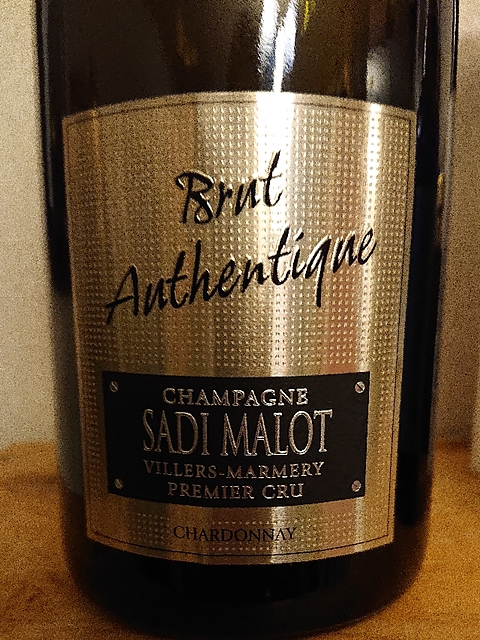 Brut
Authentique
CHAMPAGNE
SADI MALOT
VILLERS-MARMERY
PREMIER CRU
CHARDONNAY